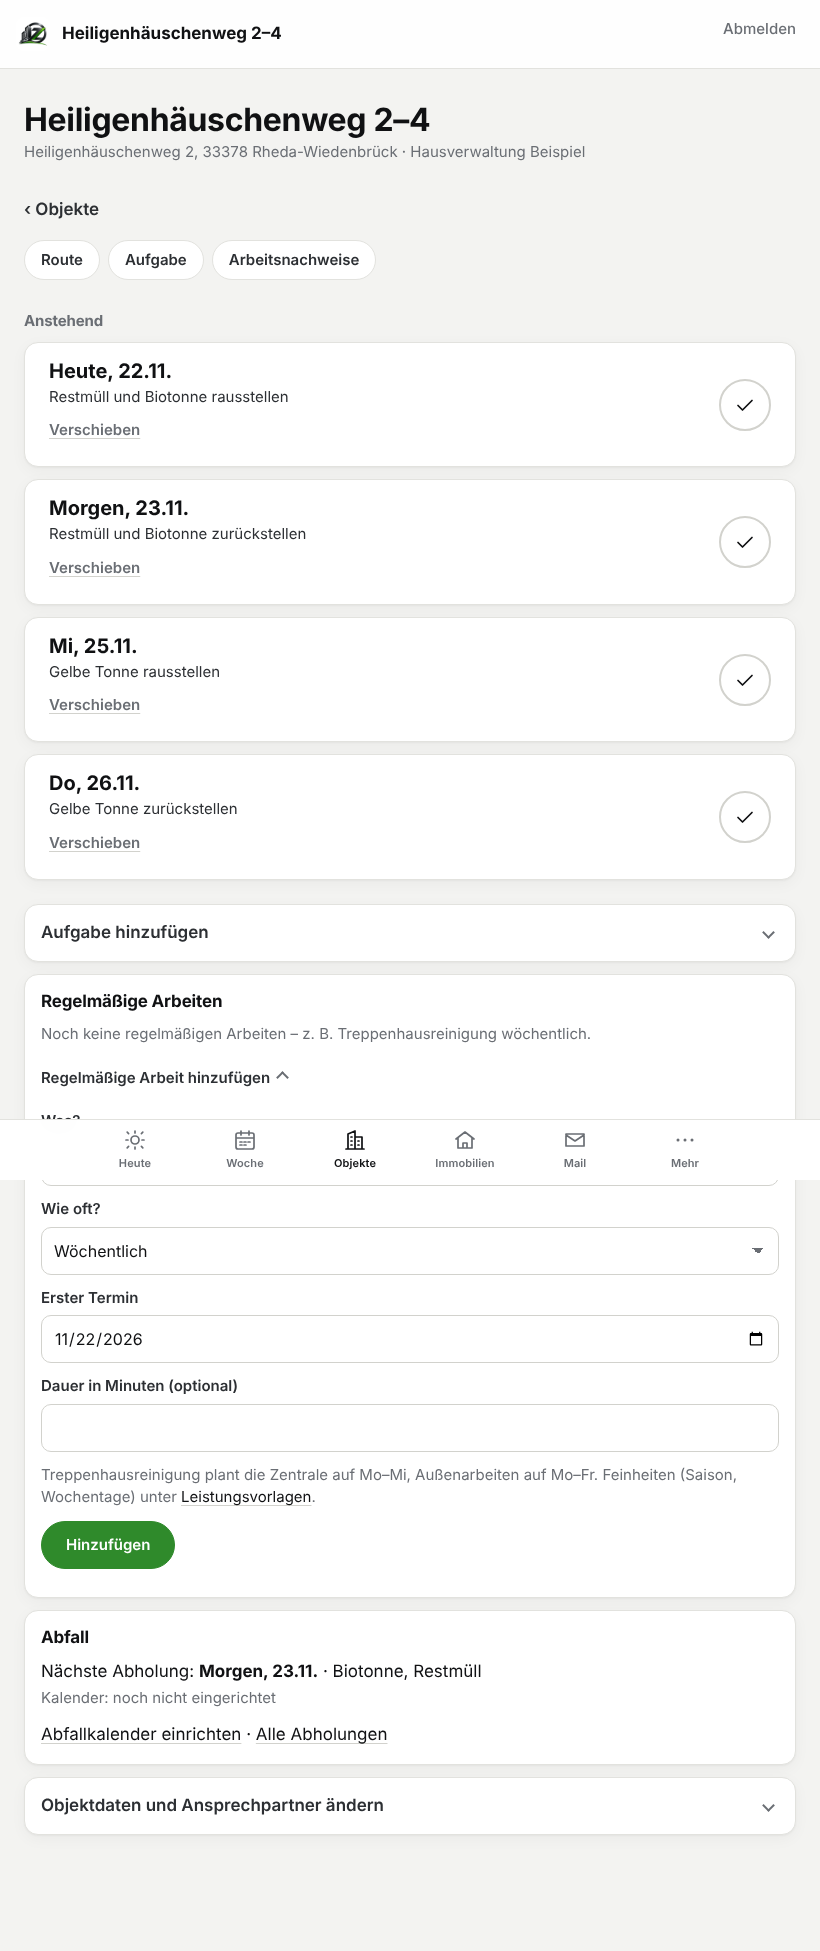 Heiligenhäuschenweg 2–4
Abmelden
Heiligenhäuschenweg 2–4
Heiligenhäuschenweg 2, 33378 Rheda-Wiedenbrück · Hausverwaltung Beispiel
‹ Objekte
Route
Aufgabe
Arbeitsnachweise
Anstehend
Heute, 22.11.
Restmüll und Biotonne rausstellen
Verschieben
Morgen, 23.11.
Restmüll und Biotonne zurückstellen
Verschieben
Mi, 25.11.
Gelbe Tonne rausstellen
Verschieben
Do, 26.11.
Gelbe Tonne zurückstellen
Verschieben
Aufgabe hinzufügen
Regelmäßige Arbeiten
Noch keine regelmäßigen Arbeiten – z. B. Treppenhausreinigung wöchentlich.
Regelmäßige Arbeit hinzufügen
Heute
Woche
Objekte
Immobilien
Mail
Mehr
Wie oft?
Wöchentlich
Erster Termin
11/22/2026
Dauer in Minuten (optional)
Treppenhausreinigung plant die Zentrale auf Mo–Mi, Außenarbeiten auf Mo–Fr. Feinheiten (Saison,
Wochentage) unter Leistungsvorlagen.
Hinzufügen
Abfall
Nächste Abholung: Morgen, 23.11. · Biotonne, Restmüll
Kalender: noch nicht eingerichtet
Abfallkalender einrichten · Alle Abholungen
Objektdaten und Ansprechpartner ändern